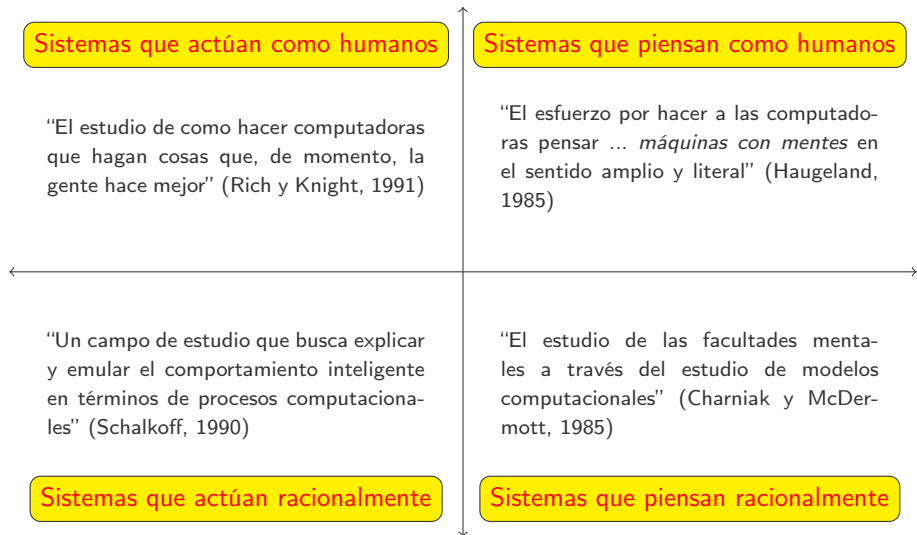 Sistemas que actúan como humanos
“El estudio de como hacer computadoras
que hagan cosas que, de momento, la
gente hace mejor” (Rich y Knight, 1991)
Sistemas que piensan como humanos
“El esfuerzo por hacer a las computado-
ras pensar ... máquinas con mentes en
el sentido amplio y literal” (Haugeland,
1985)
“Un campo de estudio que busca explicar
y emular el comportamiento inteligente
en términos de procesos computaciona-
les” (Schalkoff, 1990)
Sistemas que actúan racionalmente
“El estudio de las facultades menta-
les a través del estudio de modelos
computacionales” (Charniak y McDer-
mott, 1985)
Sistemas que piensan racionalmente